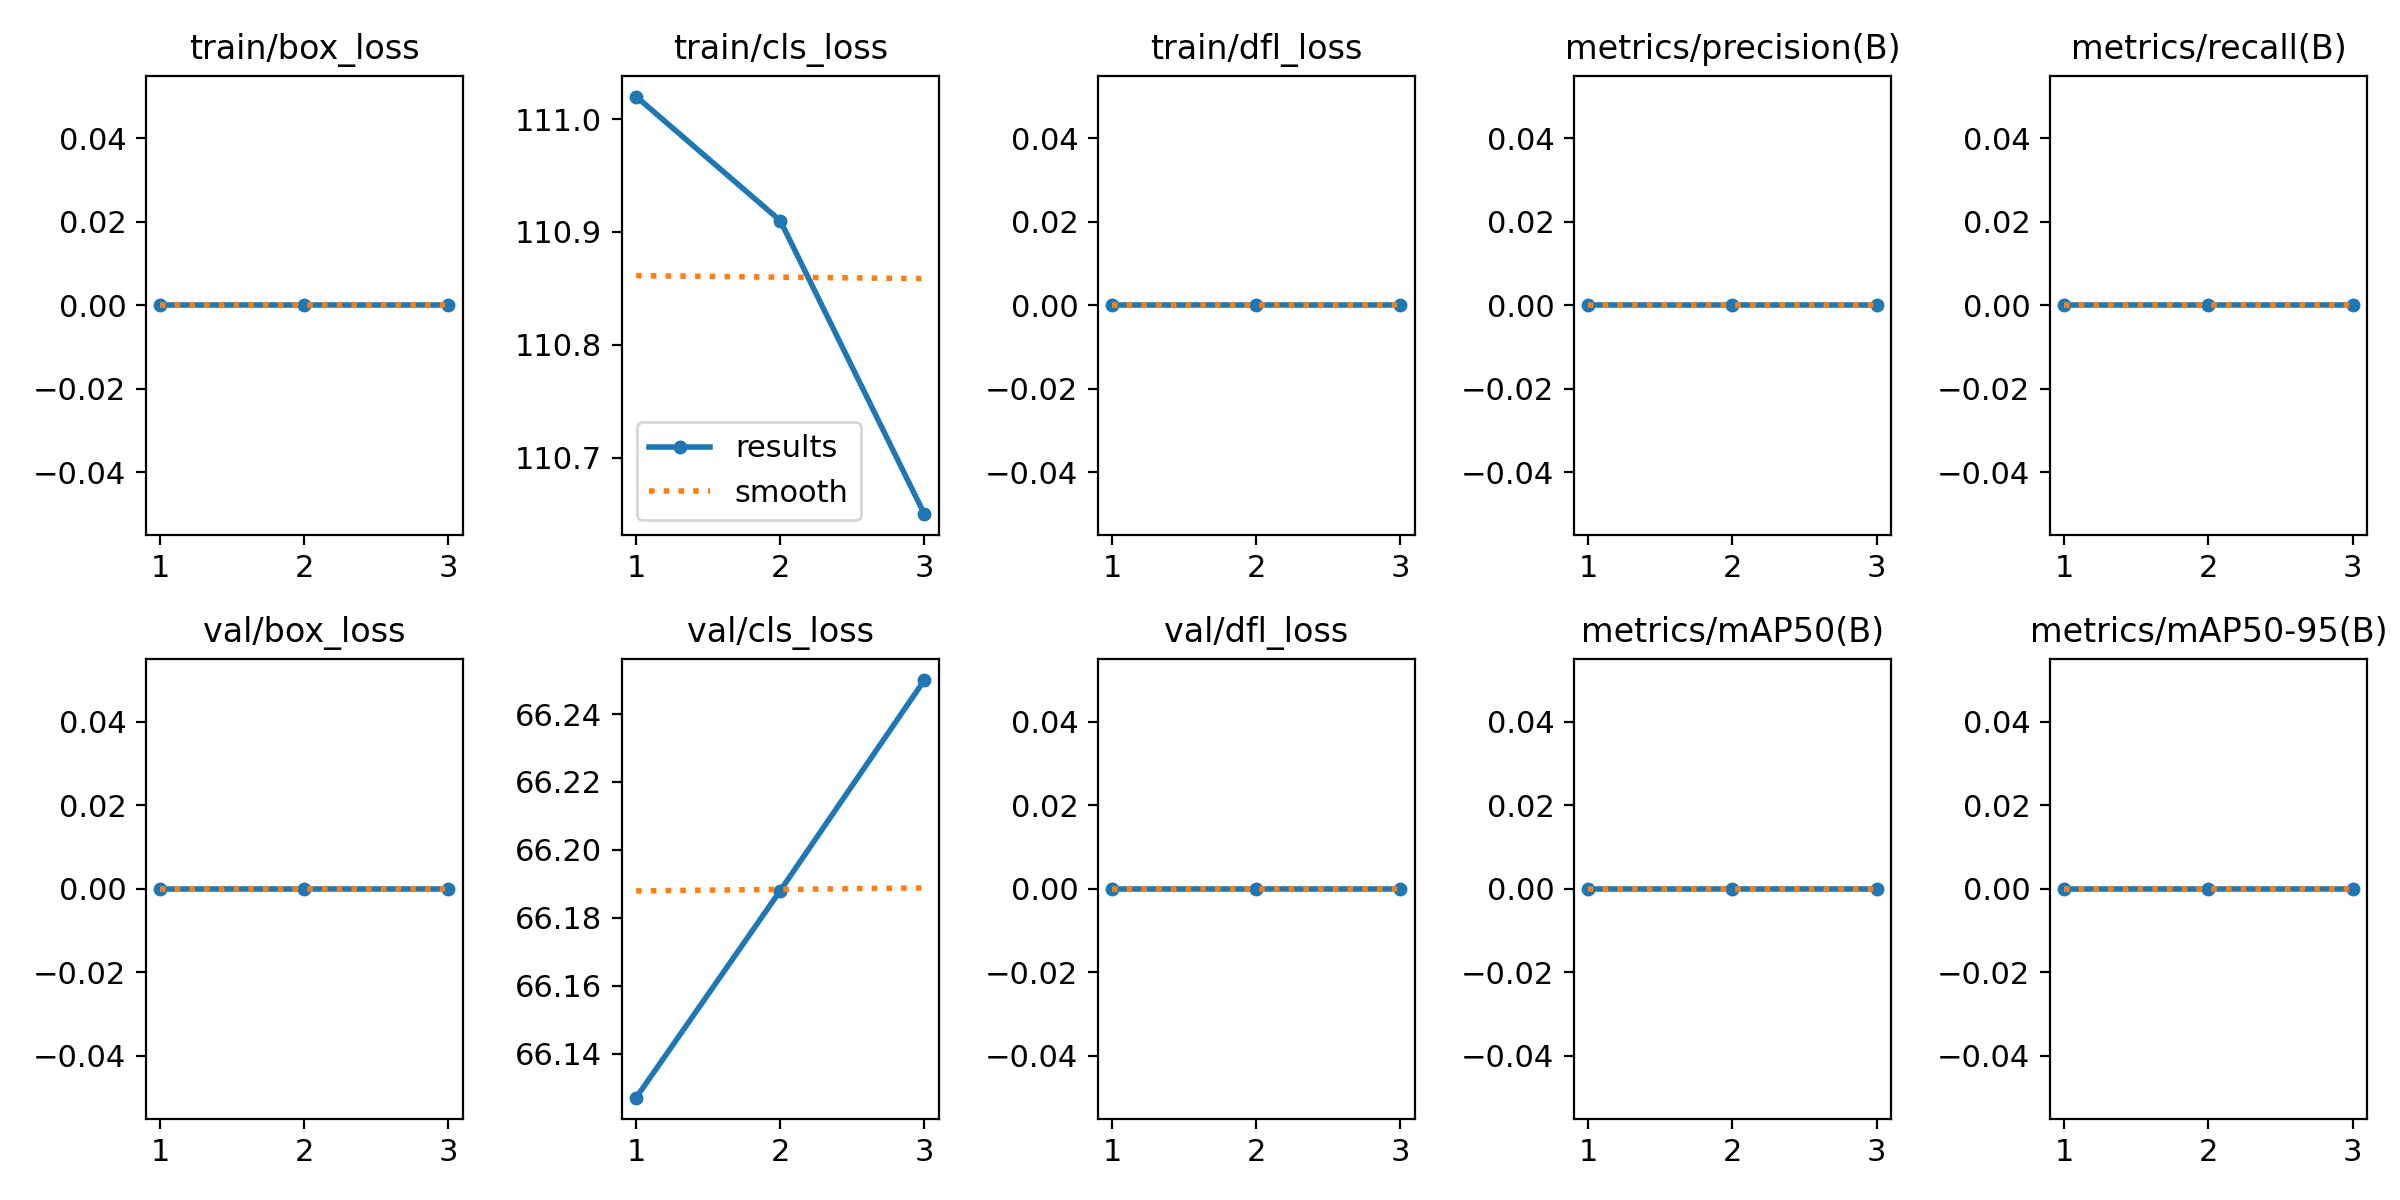 train/box_loss
0.04
0.02
0.00
−0.02
−0.04
1 2 3
train/cls_loss
111.0
110.9
110.8
110.7
results
smooth
1 2 3
train/dfl_loss
0.04
0.02
0.00
−0.02
−0.04
1 2 3
metrics/precision(B)
0.04
0.02
0.00
−0.02
−0.04
1 2 3
metrics/recall(B)
0.04
0.02
0.00
−0.02
−0.04
1 2 3
val/box_loss
0.04
0.02
0.00
−0.02
−0.04
1 2 3
val/cls_loss
66.24
66.22
66.20
66.18
66.16
66.14
1 2 3
val/dfl_loss
0.04
0.02
0.00
−0.02
−0.04
1 2 3
metrics/mAP50(B)
0.04
0.02
0.00
−0.02
−0.04
1 2 3
metrics/mAP50-95(B)
0.04
0.02
0.00
−0.02
−0.04
1 2 3